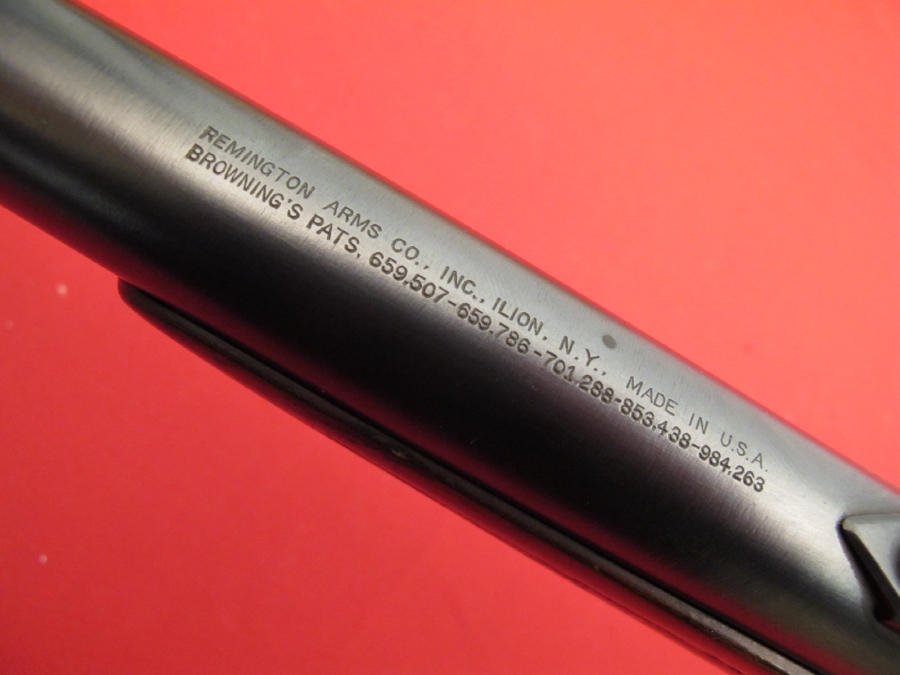 REMINGTON ARMS CO., INC., ILION, N.Y., MADE IN U.S.A.
BROWNING'S PATS. 659,507-659,786-701,288-853,438-984,263